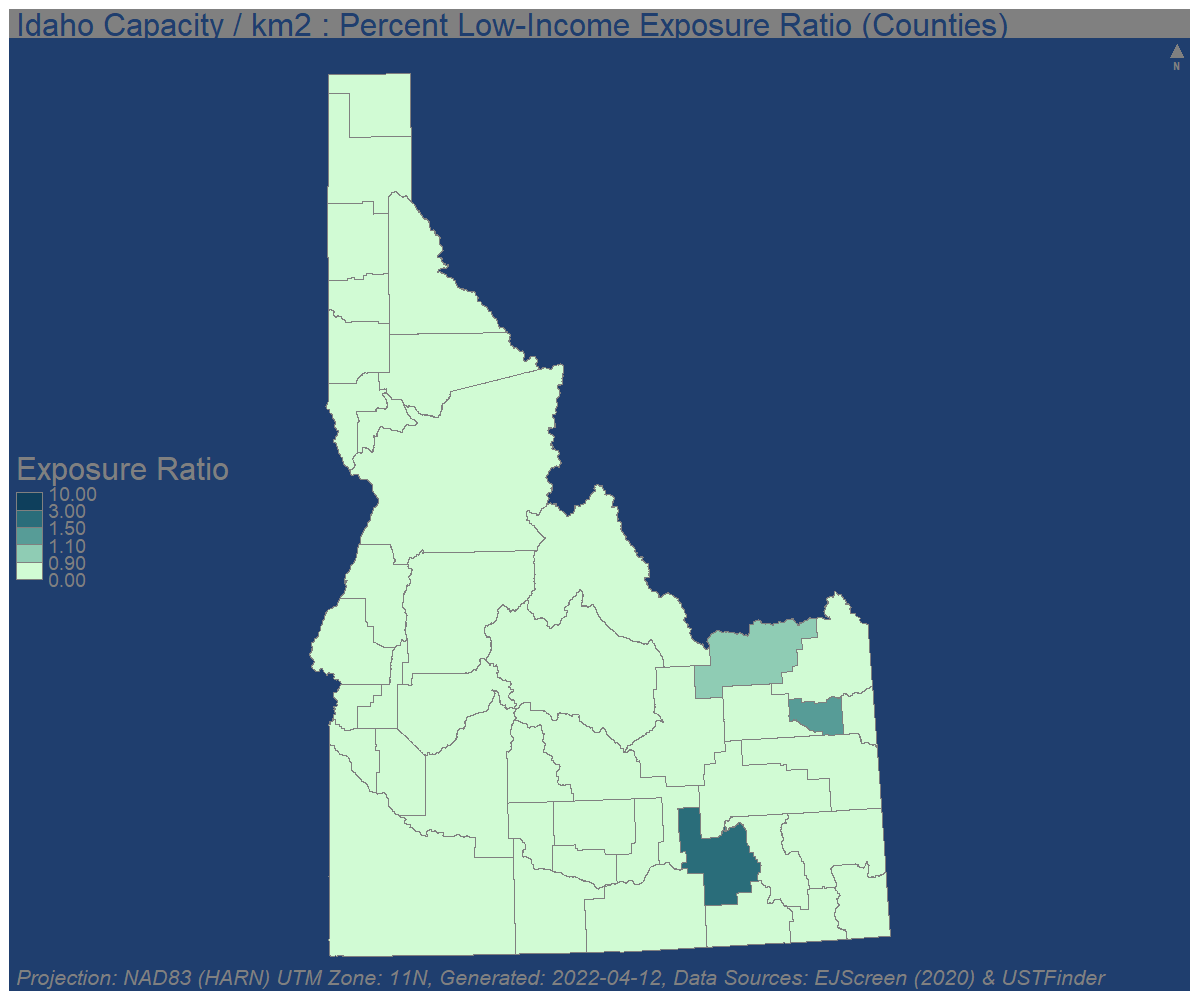 Idaho Capacity / km2 : Percent Low-Income Exposure Ratio (Counties)
N
Exposure Ratio
10.00
3.00
1.50
1.10
0.90
0.00
Projection: NAD83 (HARN) UTM Zone: 11N, Generated: 2022-04-12, Data Sources: EJScreen (2020) & USTFinder